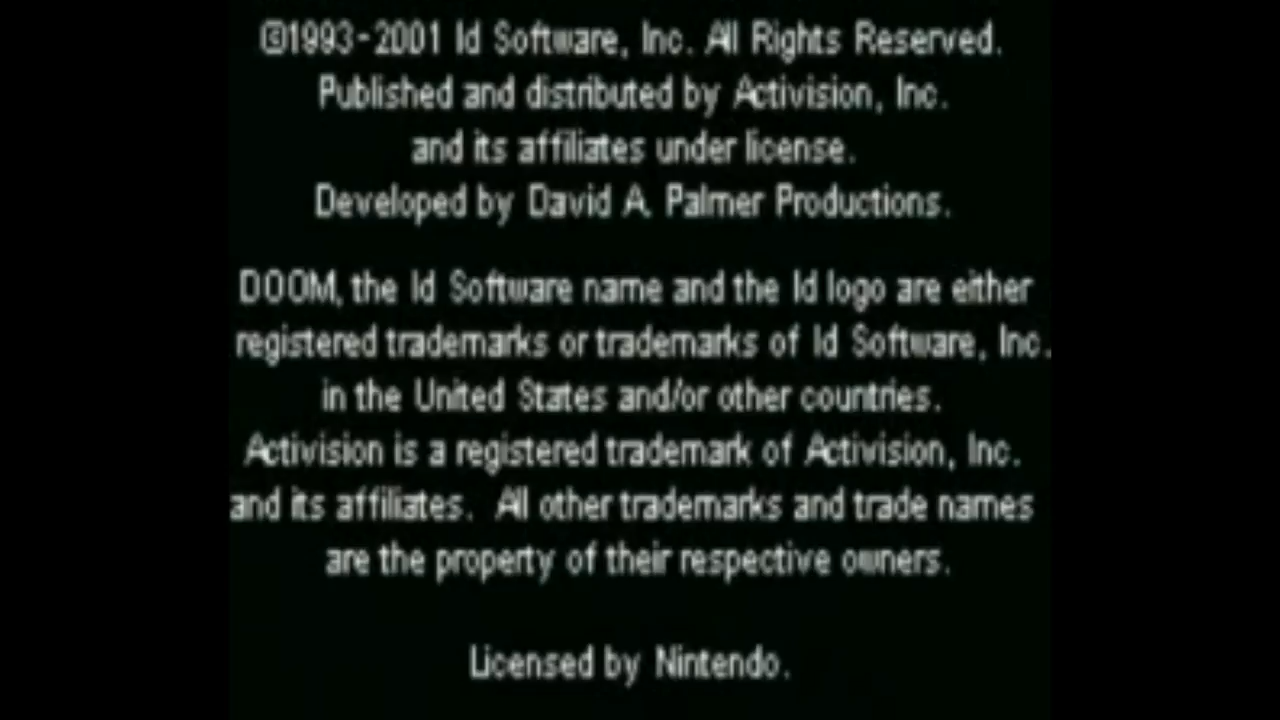 ©1993-2001 Id Software, Inc. All Rights Reserved.
Published and distributed by Activision, Inc.
and its affiliates under license.
Developed by David A. Palmer Productions.
DOOM, the Id Software name and the Id logo are either
registered trademarks or trademarks of Id Software, Inc.
in the United States and/or other countries.
Activision is a registered trademark of Activision, Inc.
and its affiliates. All other trademarks and trade names
are the property of their respective owners.
Licensed by Nintendo.